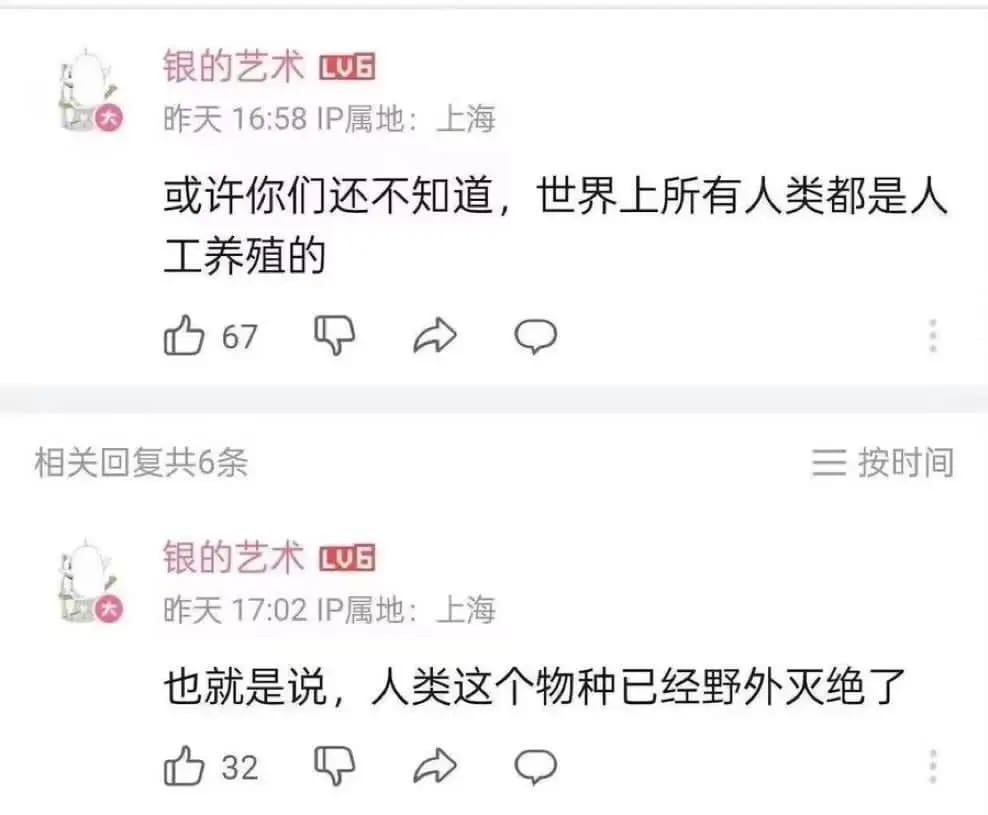 银的艺术 LV6
昨天 16:58 IP属地：上海
或许你们还不知道，世界上所有人类都是人
工养殖的
67
相关回复共6条 按时间
银的艺术 LV6
大
昨天 17:02 IP属地：上海
也就是说，人类这个物种已经野外灭绝了
32